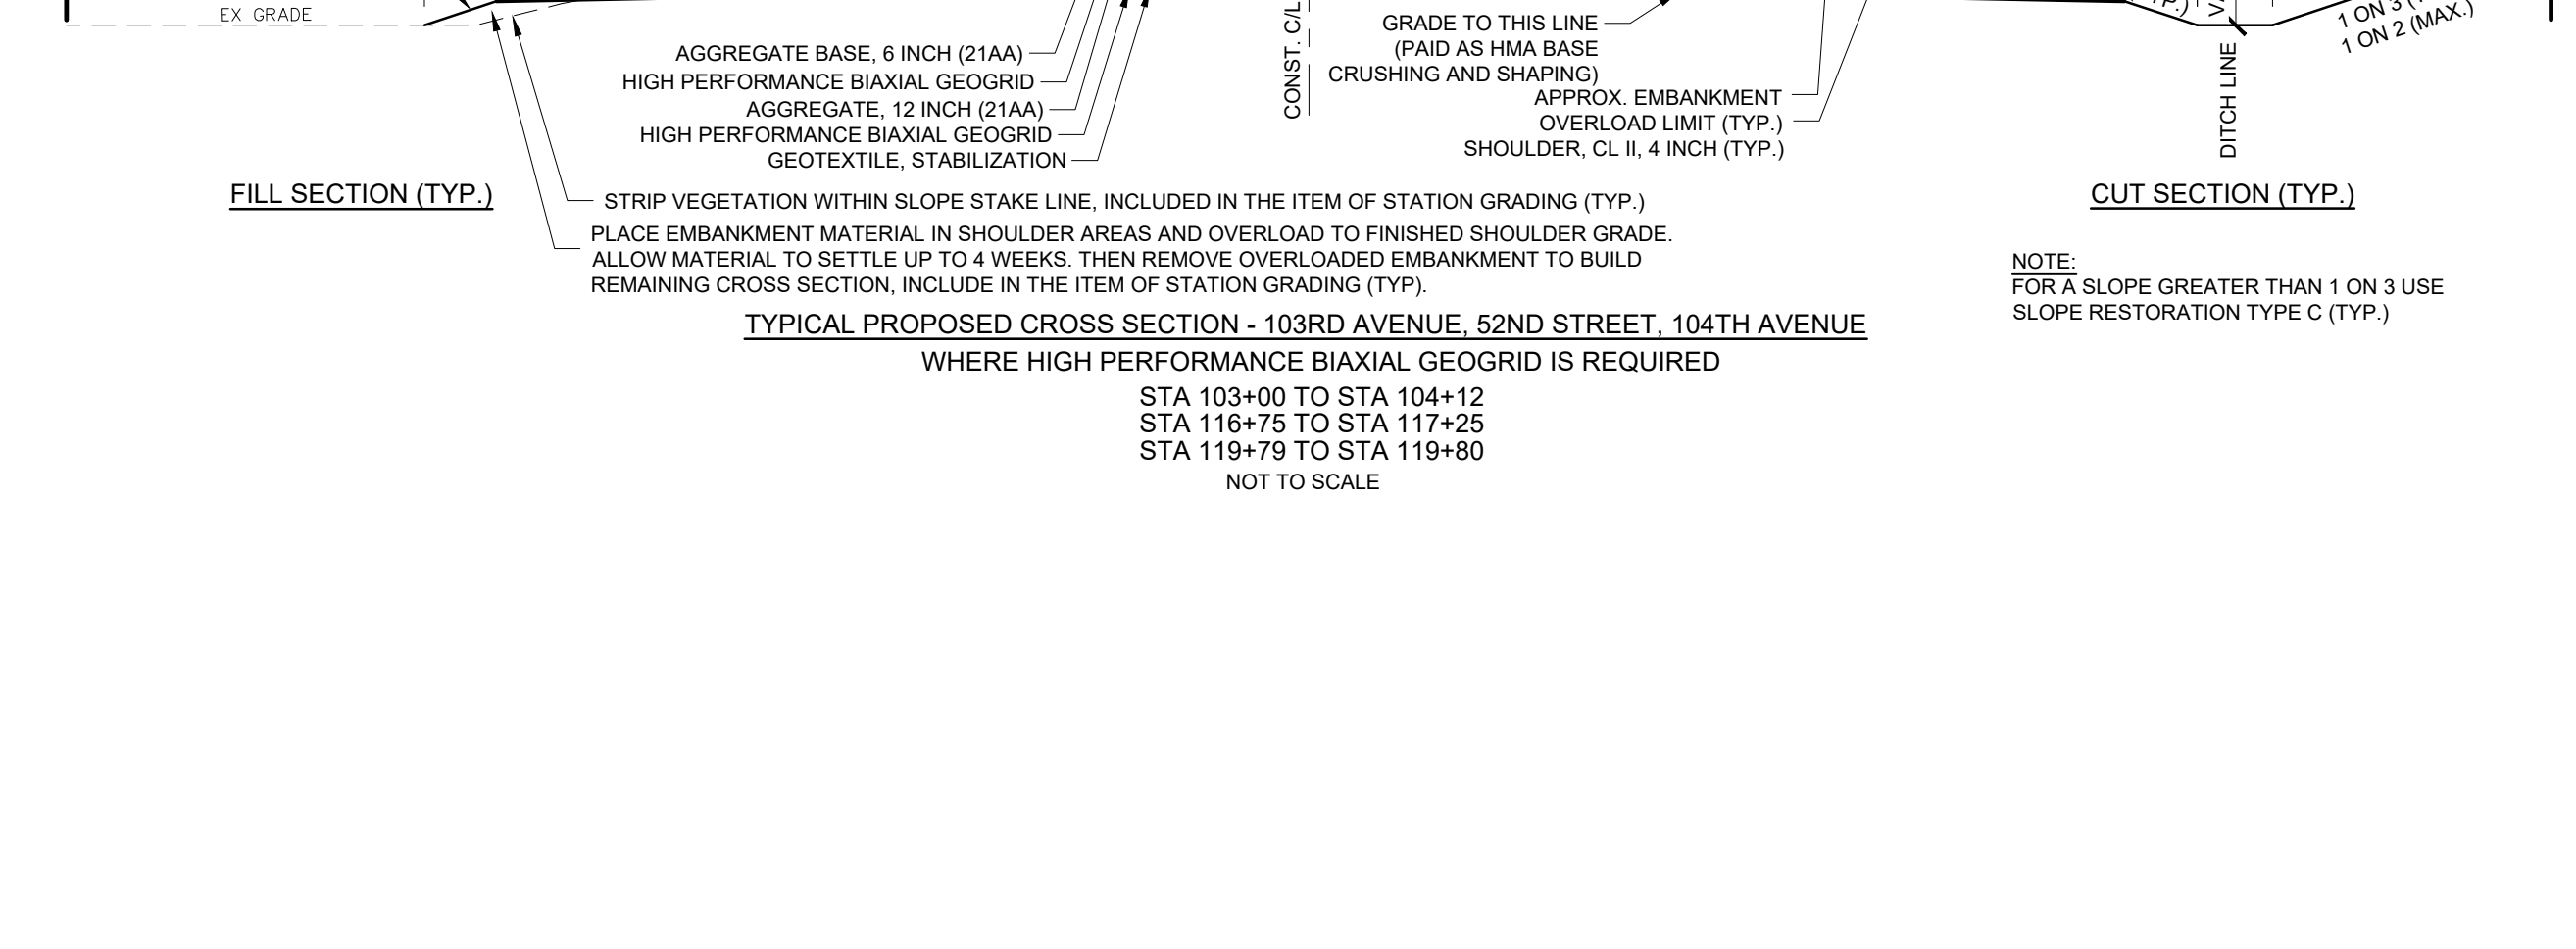 EX GRADE
AGGREGATE BASE, 6 INCH (21AA)
HIGH PERFORMANCE BIAXIAL GEOGRID
AGGREGATE, 12 INCH (21AA)
HIGH PERFORMANCE BIAXIAL GEOGRID
GEOTEXTILE, STABILIZATION
CONST. C/L
GRADE TO THIS LINE
(PAID AS HMA BASE
CRUSHING AND SHAPING)
APPROX. EMBANKMENT
OVERLOAD LIMIT (TYP.)
SHOULDER, CL II, 4 INCH (TYP.)
1 ON 3
1 ON 2 (MAX.)
DITCH LINE
FILL SECTION (TYP.)
CUT SECTION (TYP.)
STRIP VEGETATION WITHIN SLOPE STAKE LINE, INCLUDED IN THE ITEM OF STATION GRADING (TYP.)
PLACE EMBANKMENT MATERIAL IN SHOULDER AREAS AND OVERLOAD TO FINISHED SHOULDER GRADE.
ALLOW MATERIAL TO SETTLE UP TO 4 WEEKS. THEN REMOVE OVERLOADED EMBANKMENT TO BUILD
REMAINING CROSS SECTION, INCLUDE IN THE ITEM OF STATION GRADING (TYP).
NOTE:
FOR A SLOPE GREATER THAN 1 ON 3 USE
SLOPE RESTORATION TYPE C (TYP.)
TYPICAL PROPOSED CROSS SECTION - 103RD AVENUE, 52ND STREET, 104TH AVENUE
WHERE HIGH PERFORMANCE BIAXIAL GEOGRID IS REQUIRED
STA 103+00 TO STA 104+12
STA 116+75 TO STA 117+25
STA 119+79 TO STA 119+80
NOT TO SCALE